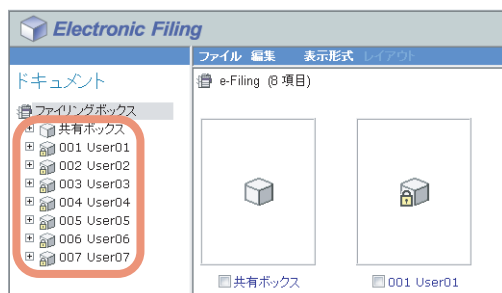 Electronic Filing
ファイル 編集 表示形式 レイアウト
ドキュメント
e-Filing (8 項目)
ファイリングボックス
共有ボックス
001 User01
002 User02
003 User03
004 User04
005 User05
006 User06
007 User07
共有ボックス
001 User01